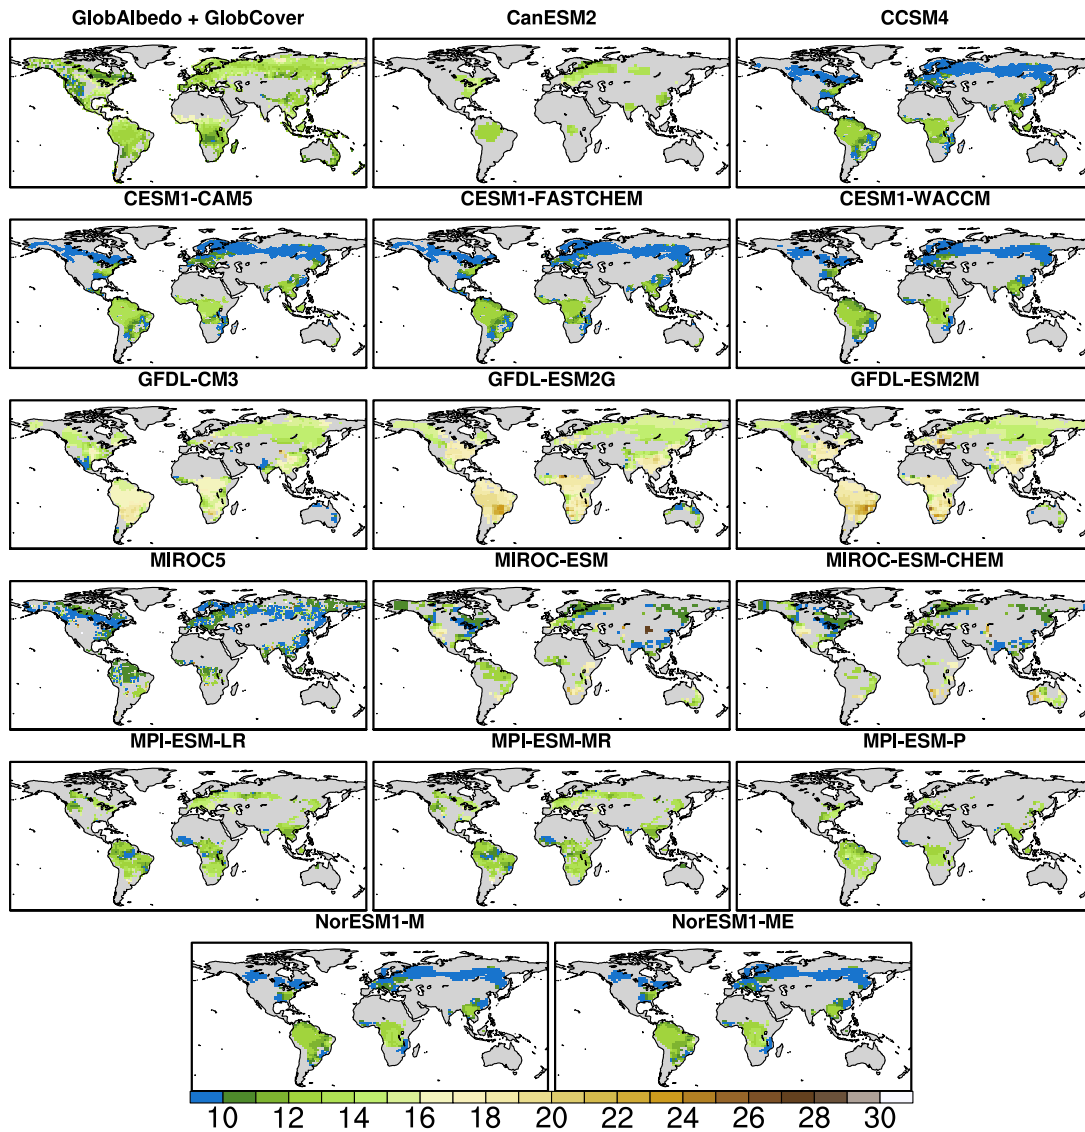 GlobAlbedo + GlobCover CanESM2 CCSM4
CESM1-CAM5 CESM1-FASTCHEM CESM1-WACCM
GFDL-CM3 GFDL-ESM2G GFDL-ESM2M
MIROC5 MIROC-ESM MIROC-ESM-CHEM
MPI-ESM-LR MPI-ESM-MR MPI-ESM-P
NorESM1-M NorESM1-ME
10 12 14 16 18 20 22 24 26 28 30